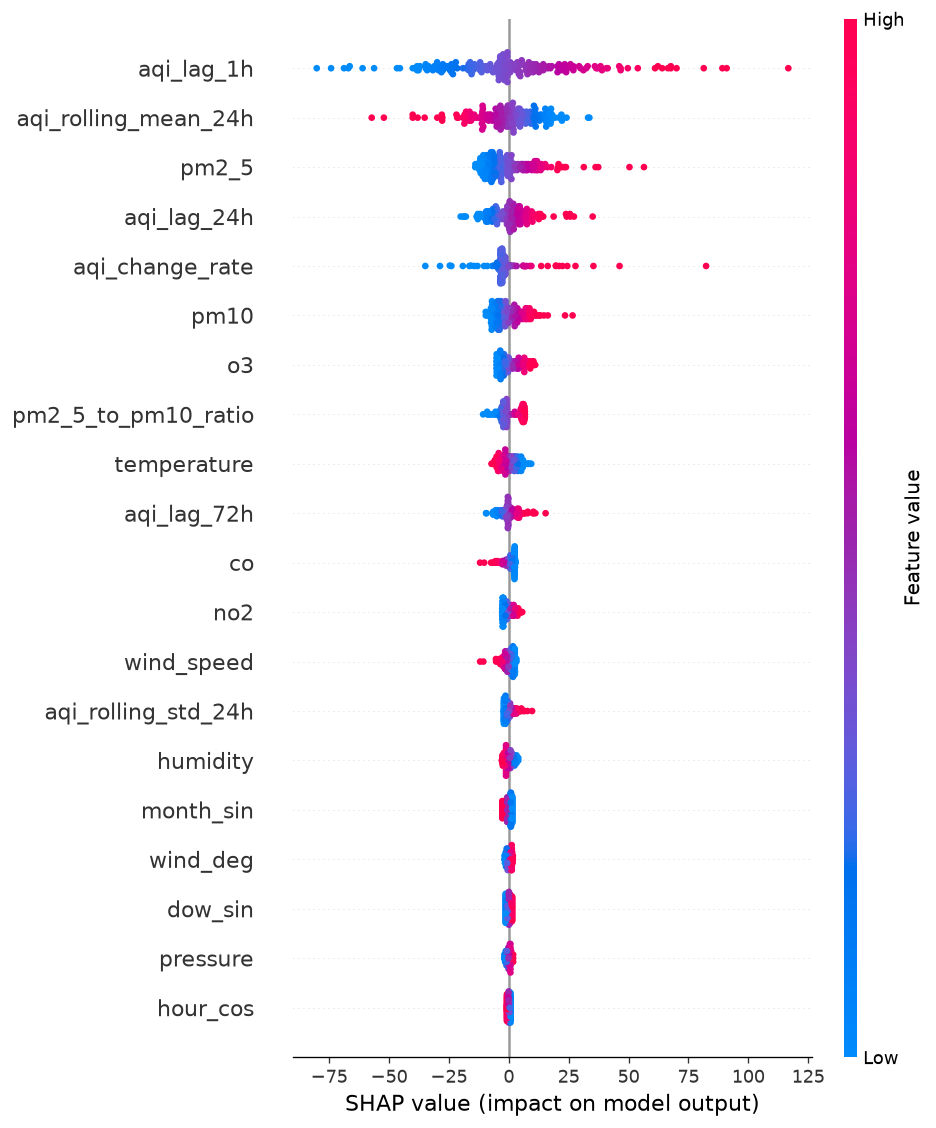 High
aqi_lag_1h
aqi_rolling_mean_24h
pm2_5
aqi_lag_24h
aqi_change_rate
pm10
o3
pm2_5_to_pm10_ratio
temperature
aqi_lag_72h
co
no2
wind_speed
aqi_rolling_std_24h
humidity
month_sin
wind_deg
dow_sin
pressure
hour_cos
Feature value
Low
−75 −50 −25 0 25 50 75 100 125
SHAP value (impact on model output)